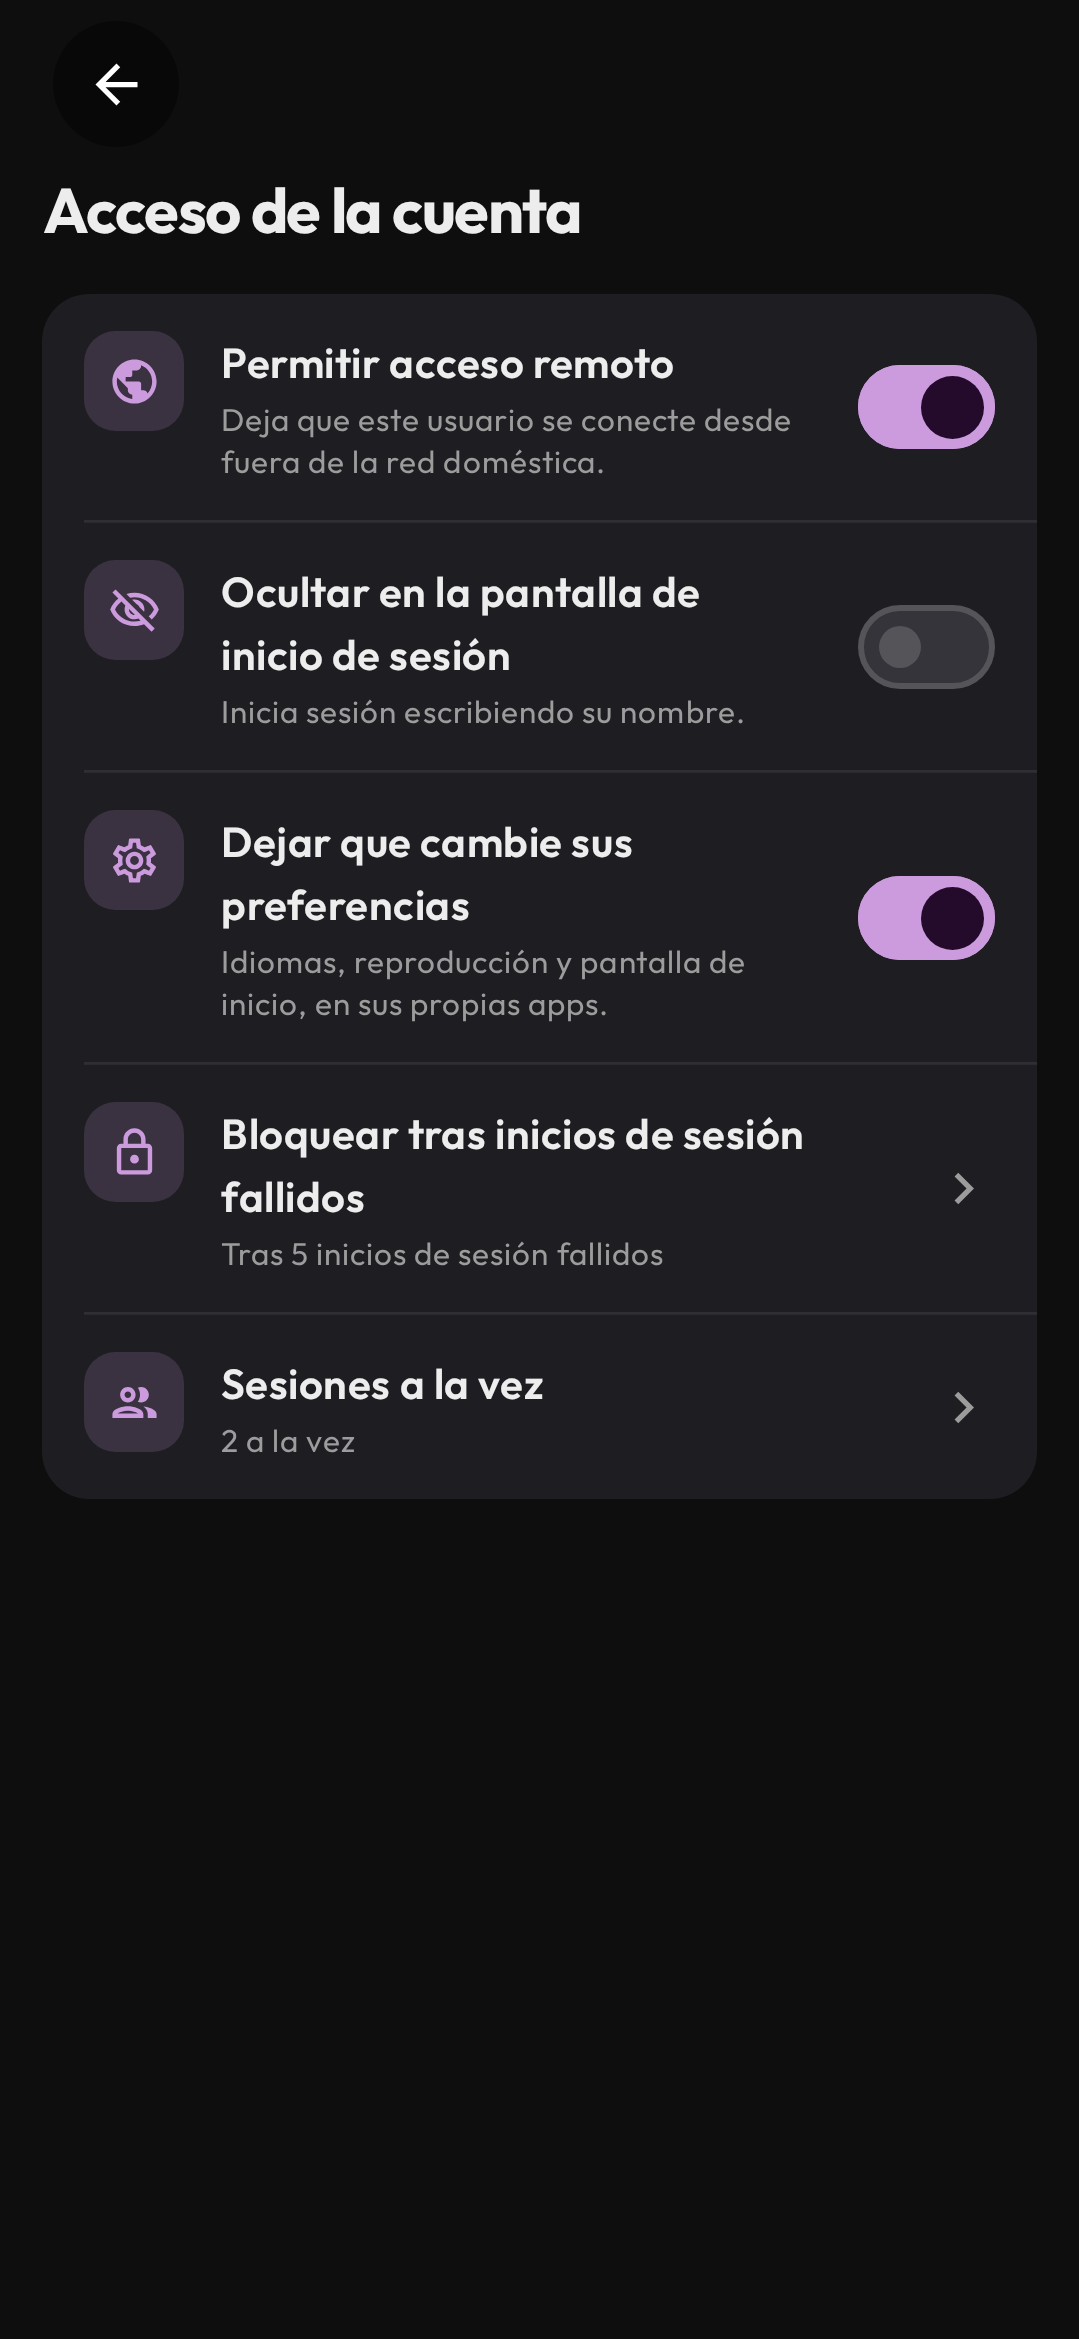 Acceso de la cuenta
Permitir acceso remoto
Deja que este usuario se conecte desde
fuera de la red doméstica.
Ocultar en la pantalla de
inicio de sesión
Inicia sesión escribiendo su nombre.
Dejar que cambie sus
preferencias
Idiomas, reproducción y pantalla de
inicio, en sus propias apps.
Bloquear tras inicios de sesión
fallidos
Tras 5 inicios de sesión fallidos
Sesiones a la vez
2 a la vez